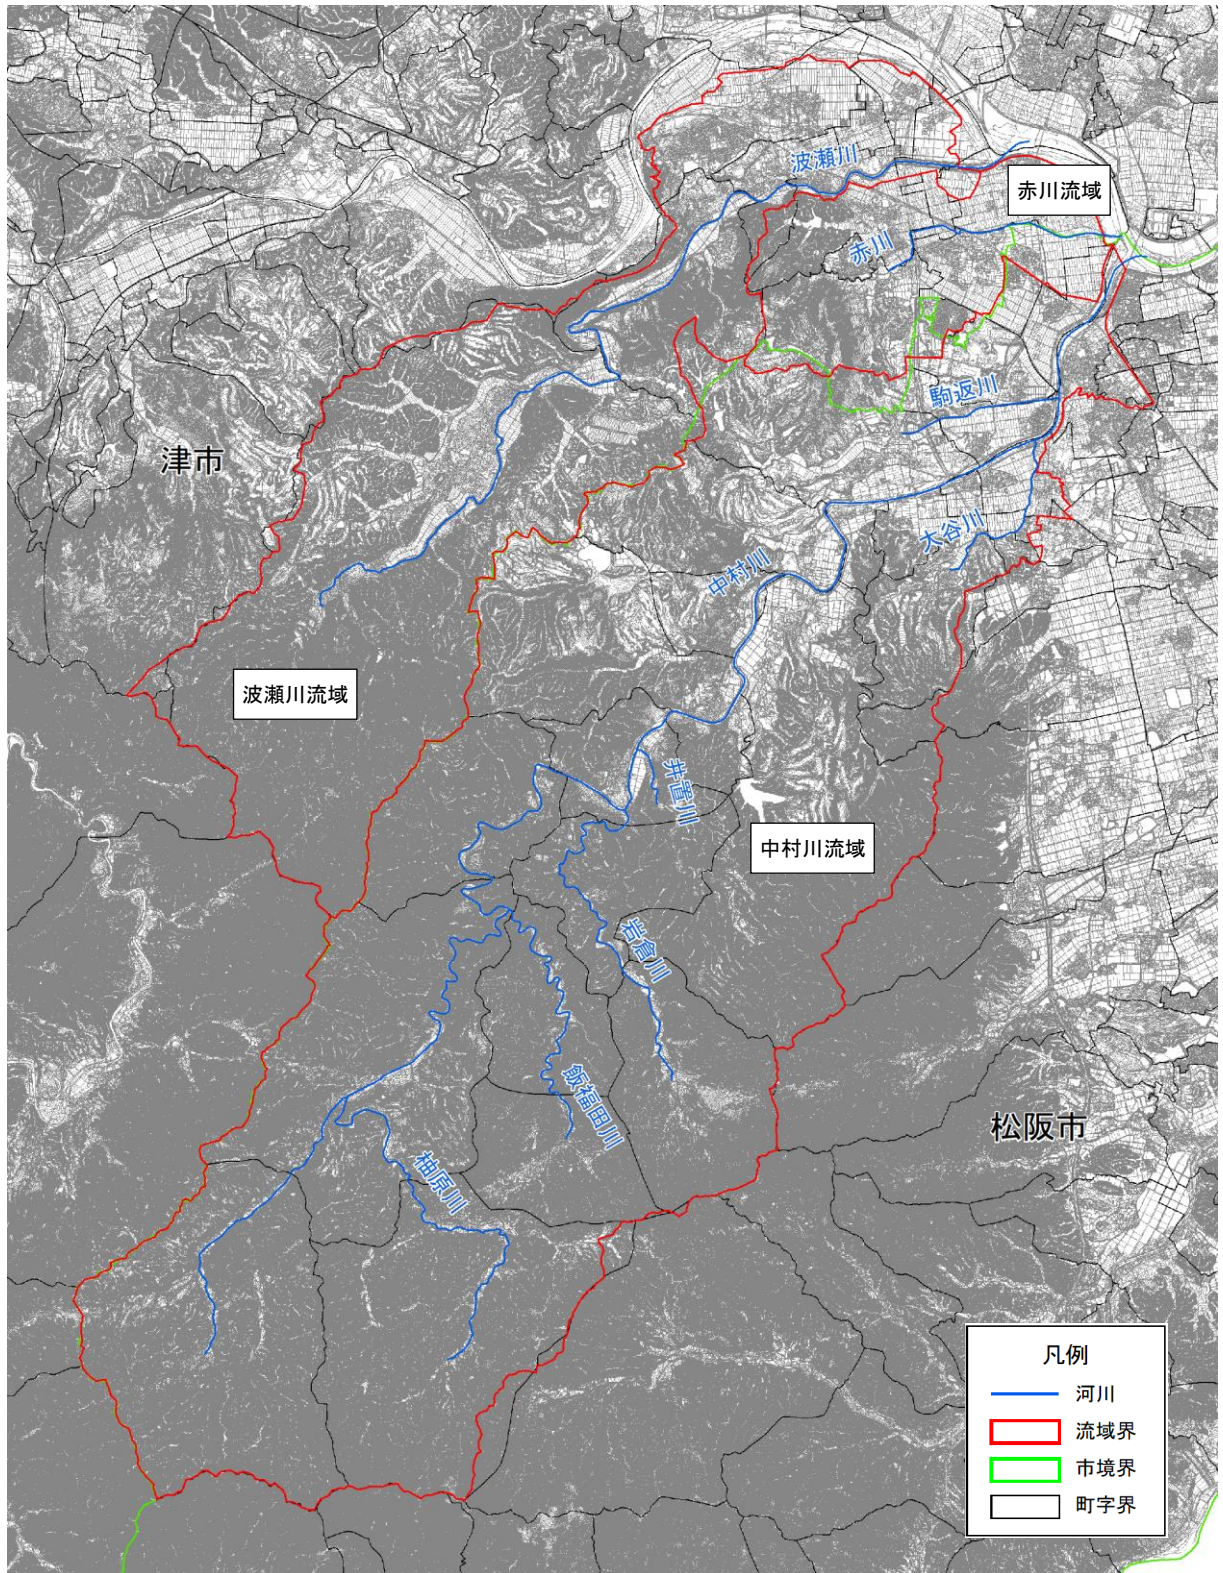 波瀬川
赤川流域
赤川
駒返川
津市
大谷川
中村川
波瀬川流域
井置川
中村川流域
岩倉川
飯福田川
松阪市
柚原川
凡例
河川
流域界
市境界
町字界